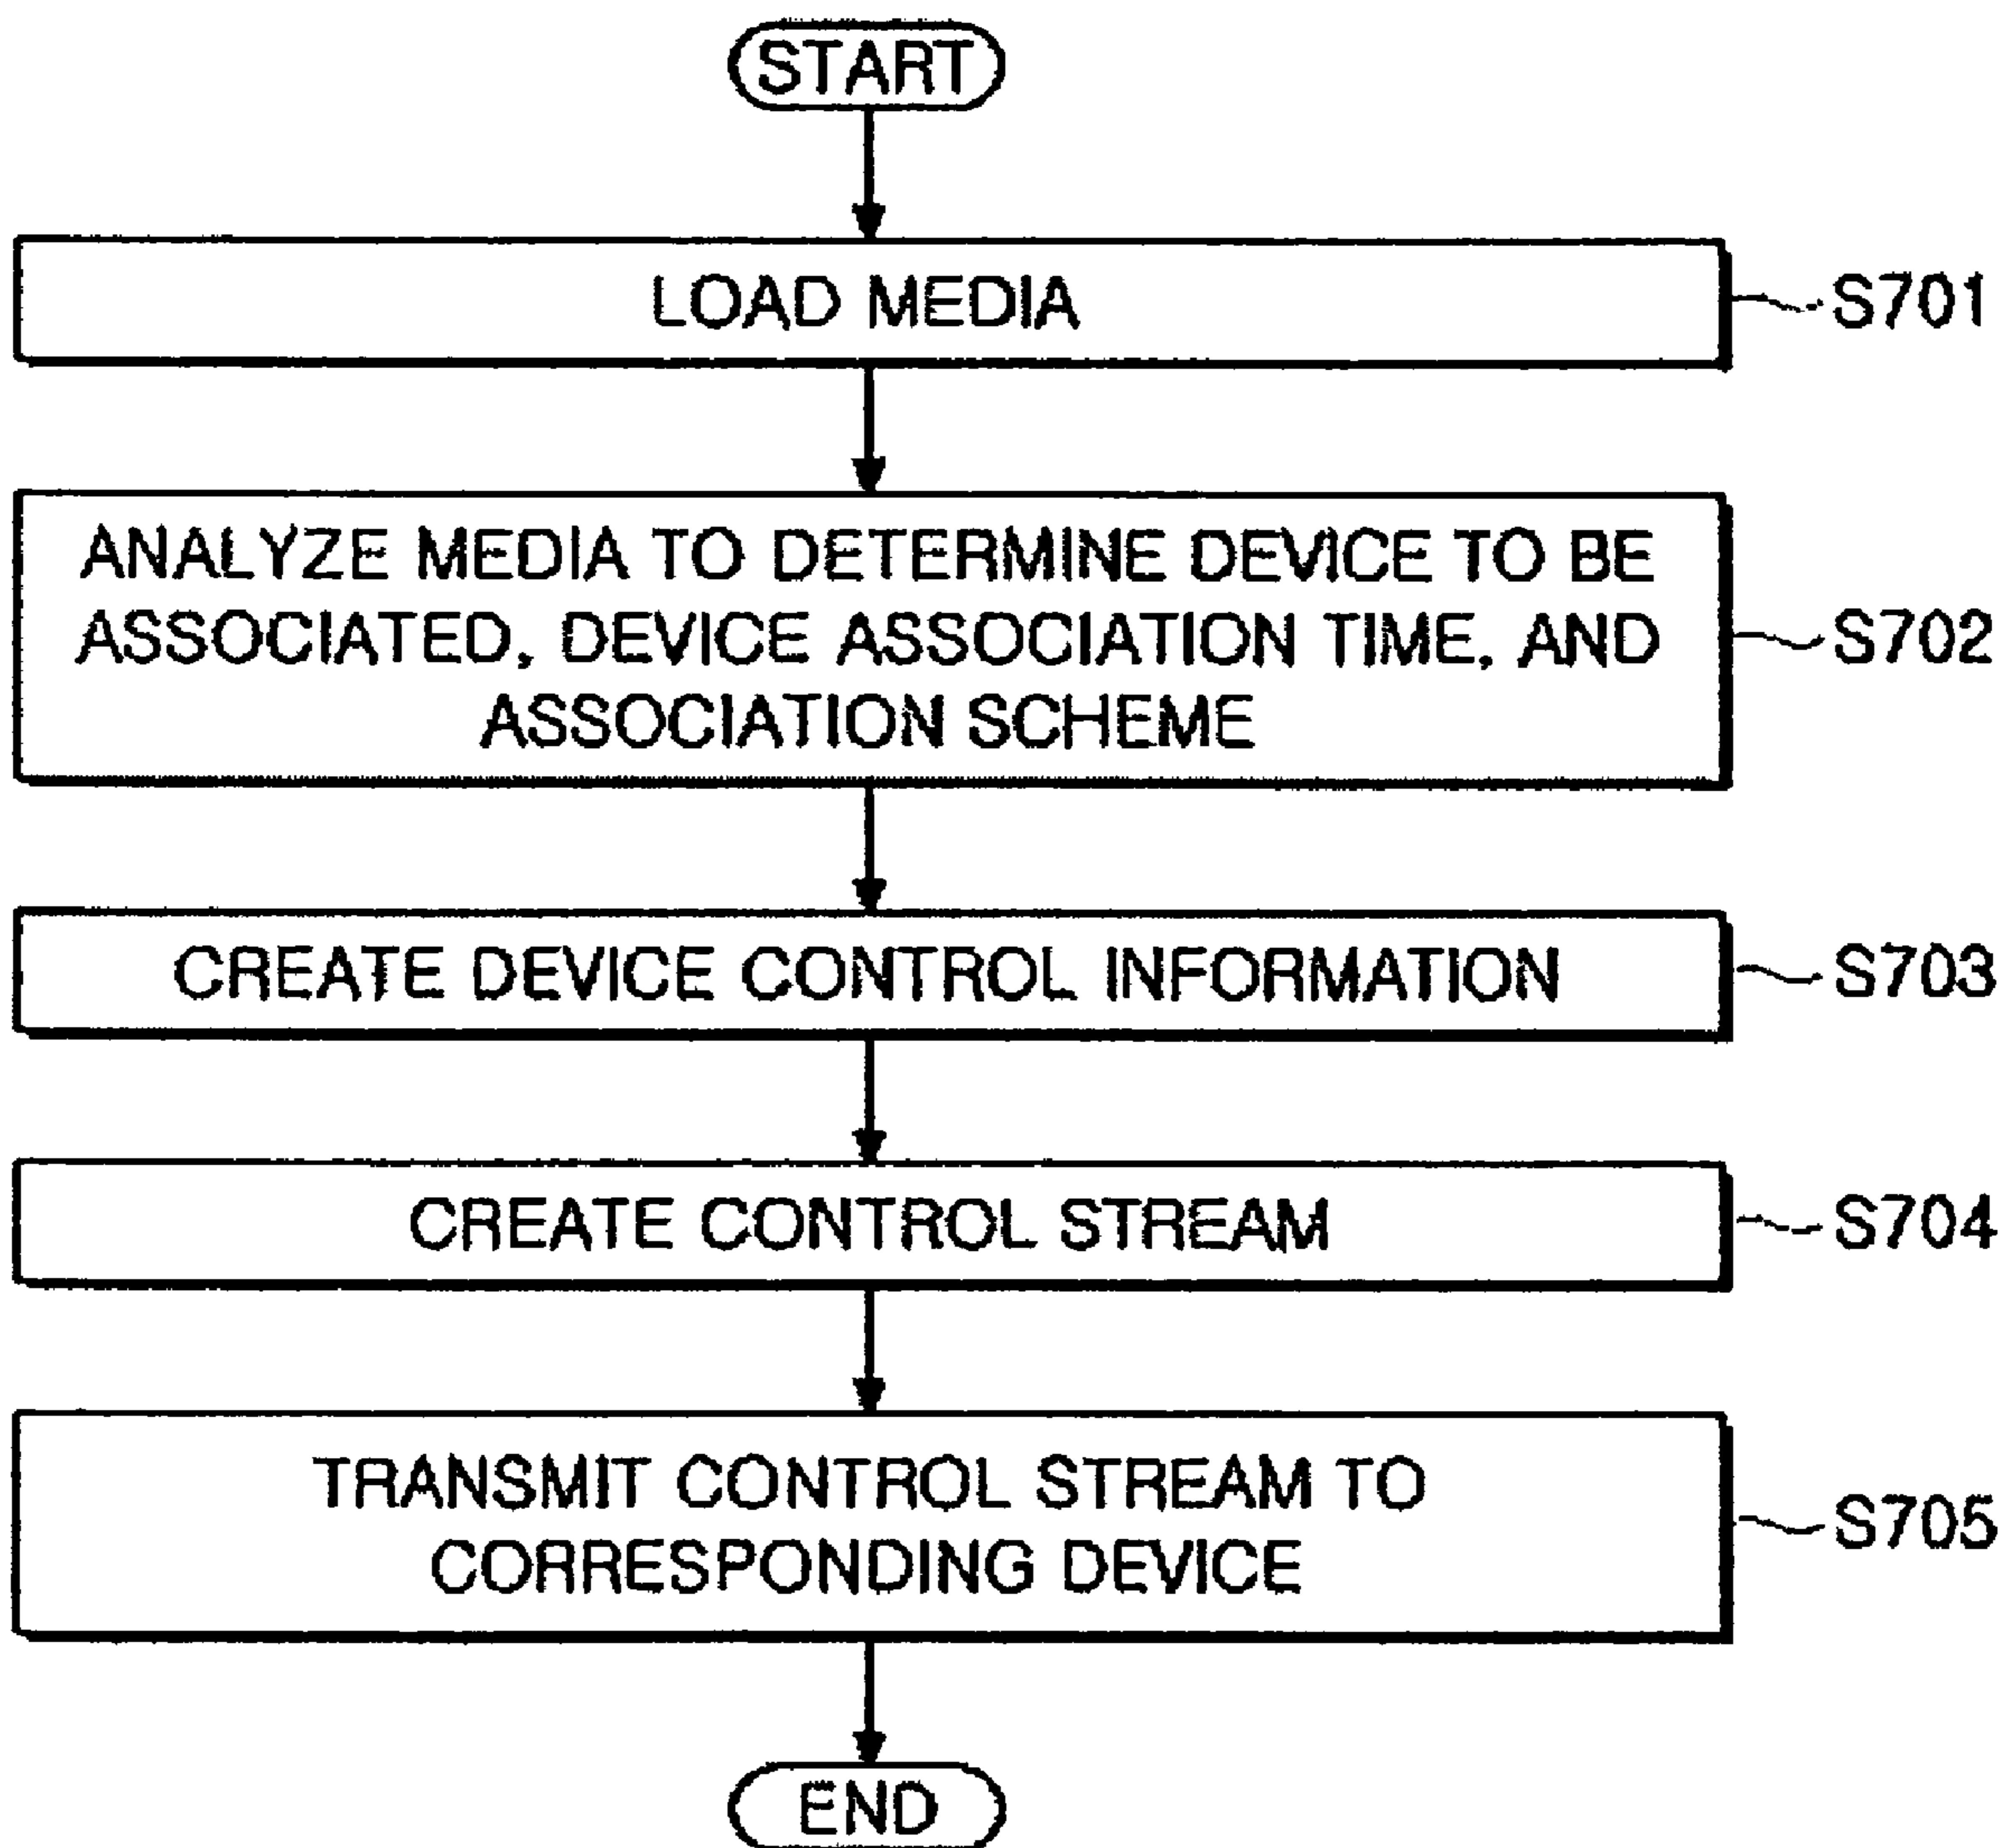 START
LOAD MEDIA
S701
ANALYZE MEDIA TO DETERMINE DEVICE TO BE
ASSOCIATED, DEVICE ASSOCIATION TIME, AND
ASSOCIATION SCHEME
S702
CREATE DEVICE CONTROL INFORMATION
S703
CREATE CONTROL STREAM
S704
TRANSMIT CONTROL STREAM TO
CORRESPONDING DEVICE
S705
END